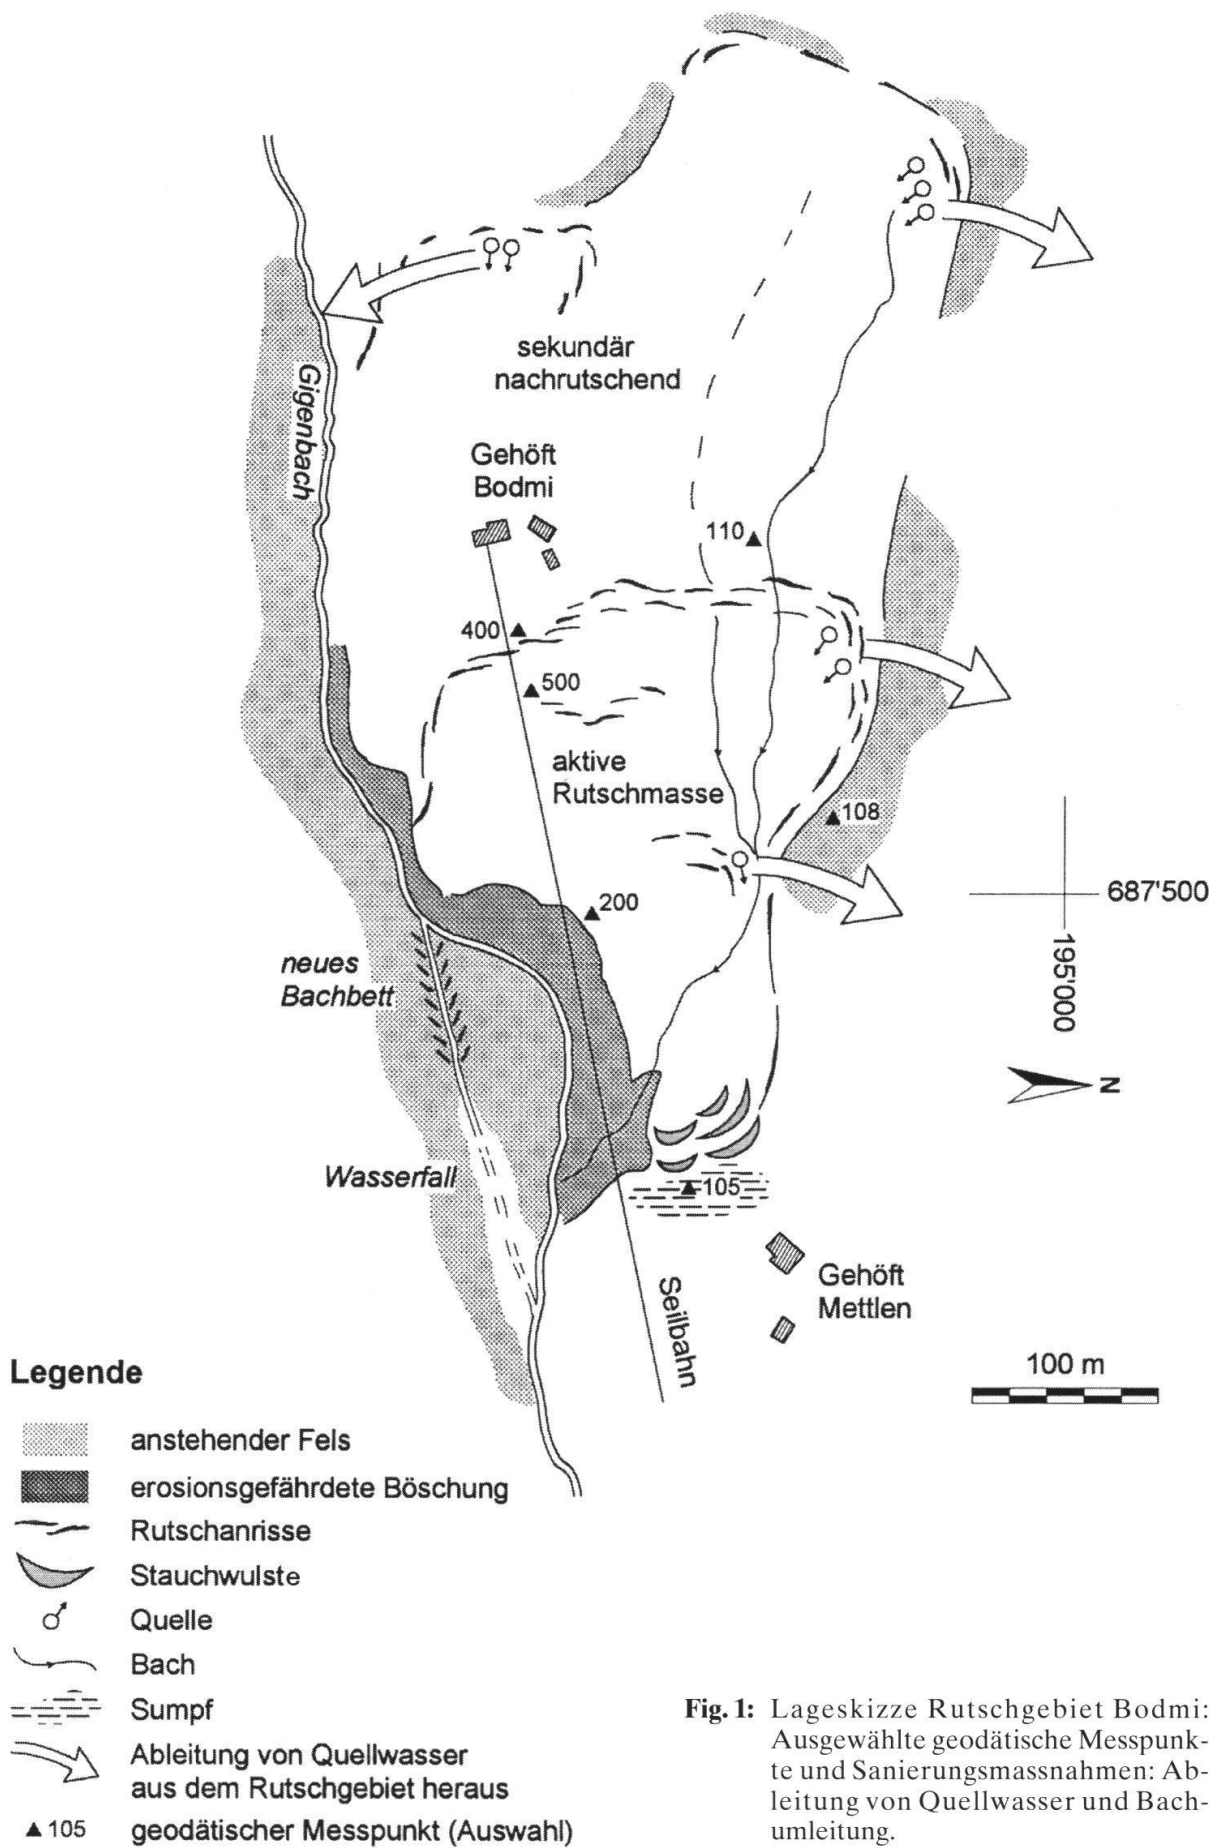 sekundär
nachrutschend
Gigenbach
Gehöft
Bodmi
110
400
500
aktive
Rutschmasse
108
687'500
200
195'000
neues
Bachbett
N
Wasserfall
105
Gehöft
Mettlen
Seilbahn
100 m
Legende
anstehender Fels
erosionsgefährdete Böschung
Rutschanrisse
Stauchwulste
Quelle
Bach
Sumpf
Ableitung von Quellwasser
aus dem Rutschgebiet heraus
105 geodätischer Messpunkt (Auswahl)
Fig. 1: Lageskizze Rutschgebiet Bodmi:
Ausgewählte geodätische Messpunk-
te und Sanierungsmassnahmen: Ab-
leitung von Quellwasser und Bach-
umleitung.